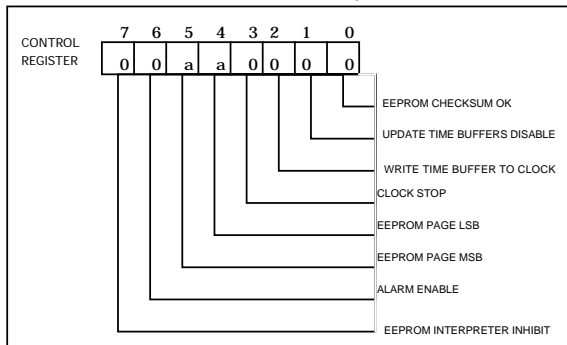 7 6 5 4 3 2 1 0
CONTROL
REGISTER
0 0 a a 0 0 0 0
EEPROM CHECKSUM OK
UPDATE TIME BUFFERS DISABLE
WRITE TIME BUFFER TO CLOCK
CLOCK STOP
EEPROM PAGE LSB
EEPROM PAGE MSB
ALARM ENABLE
EEPROM INTERPRETER INHIBIT